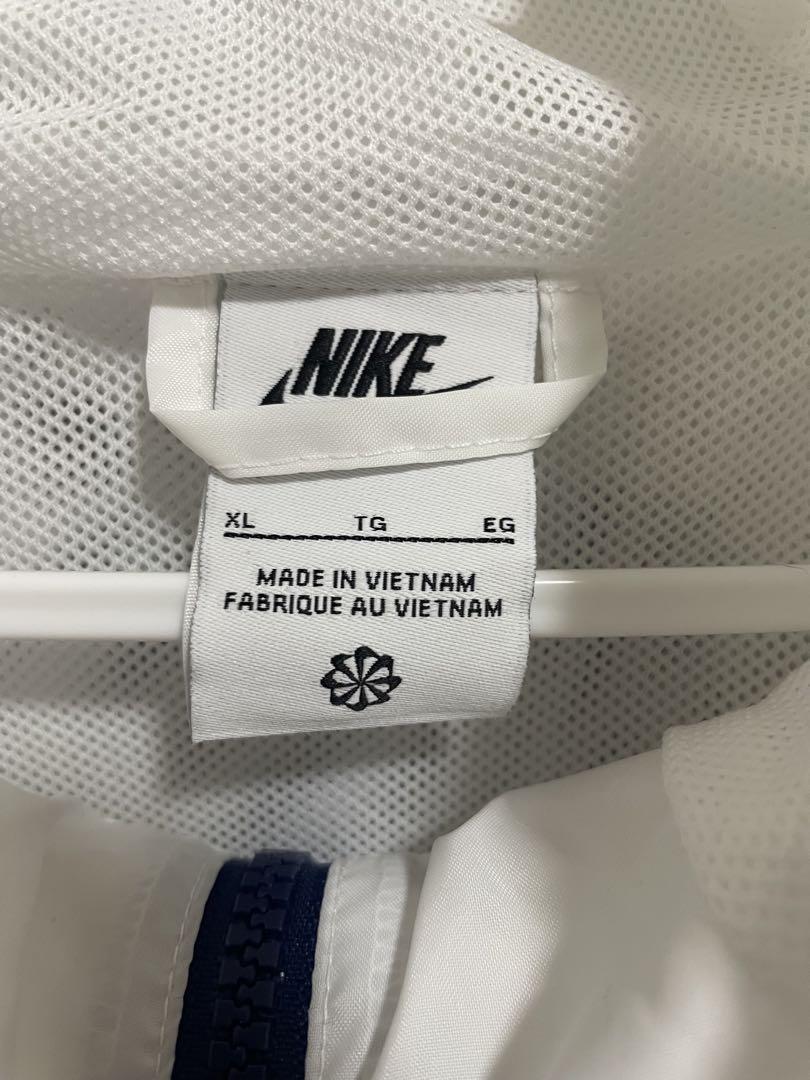 NIKE
XL TG EG
MADE IN VIETNAM
FABRIQUE AU VIETNAM